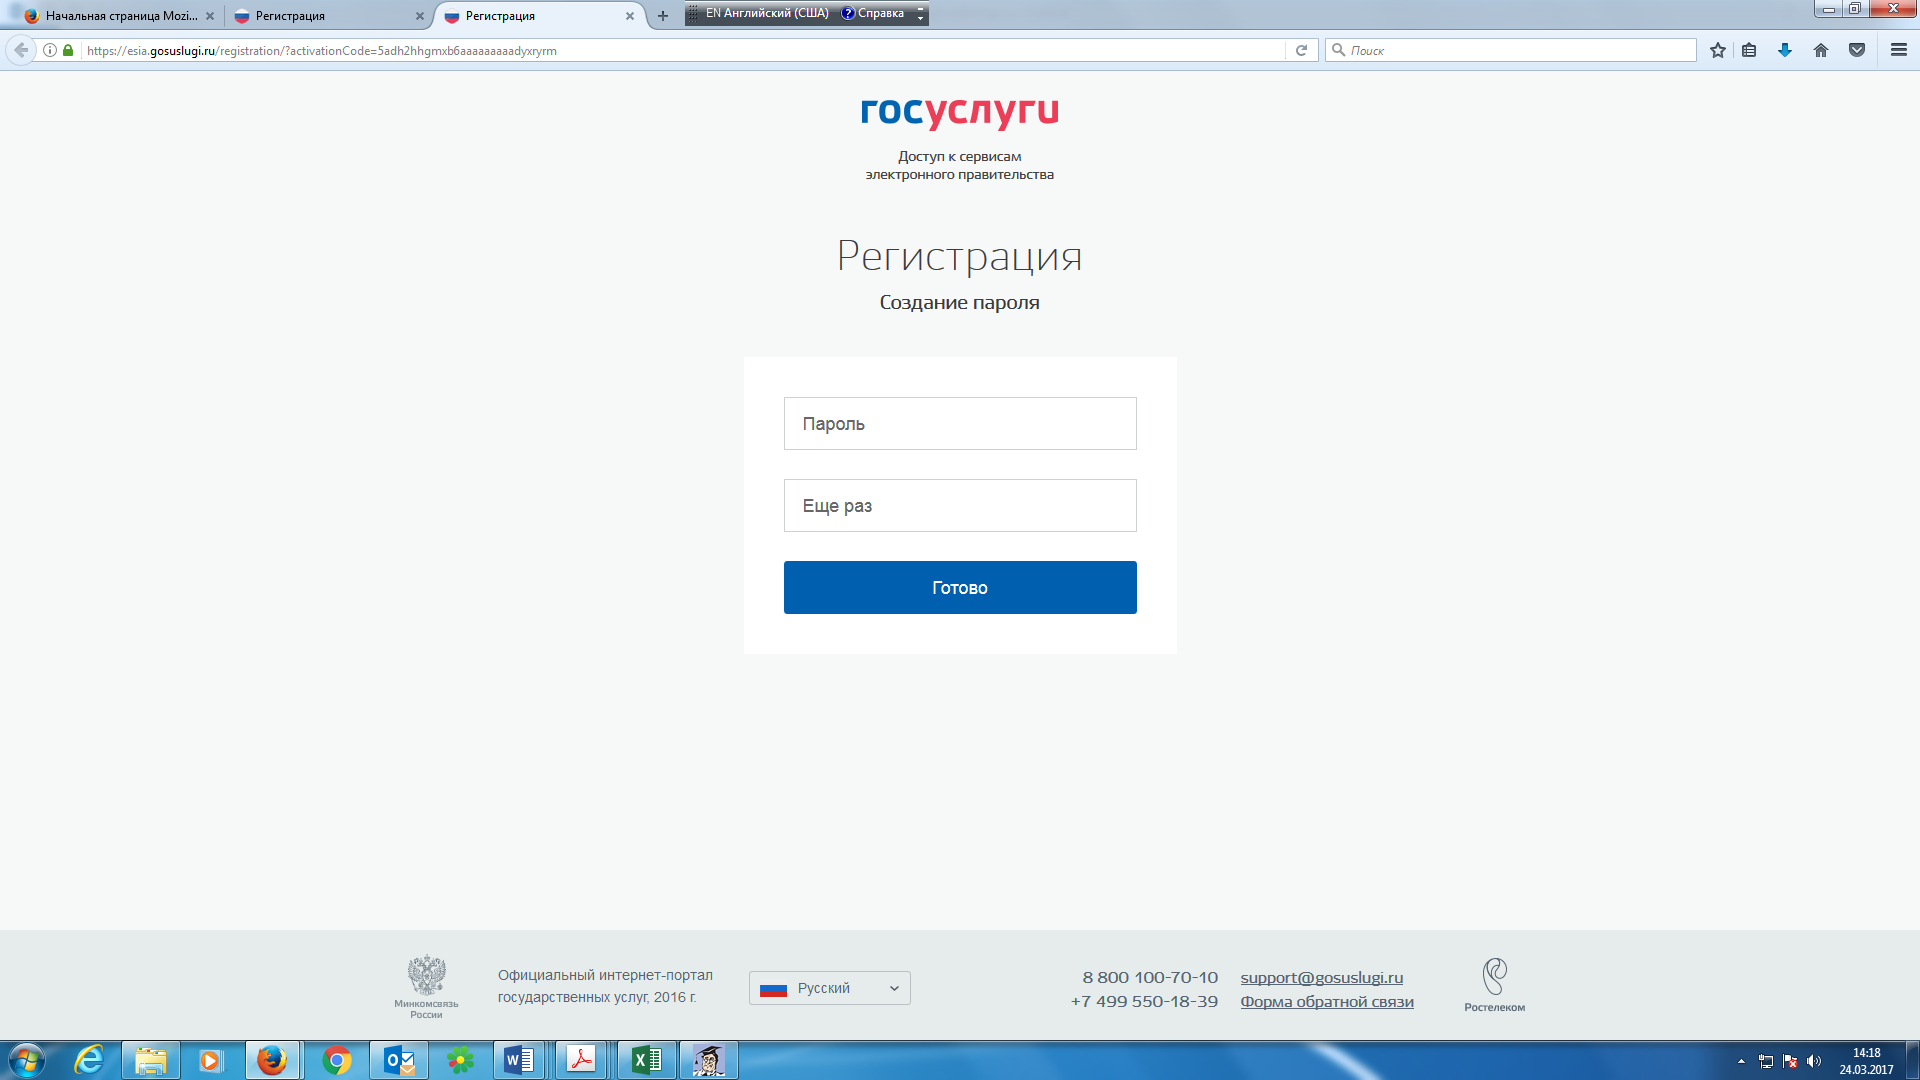 Начальная страница Mozi...
Регистрация
Регистрация
EN Английский (США)
Справка
https://esia.gosuslugi.ru/registration/?activationCode=5adh2hhgmxb6aaaaaaaaadyxryrm
Поиск
госуслуги
Доступ к сервисам
электронного правительства
Регистрация
Создание пароля
Пароль
Еще раз
Готово
Минкомсвязь
России
Официальный интернет-портал
государственных услуг, 2016 г.
Русский
8 800 100-70-10
+7 499 550-18-39
support@gosuslugi.ru
Форма обратной связи
Ростелеком
14:18
24.03.2017